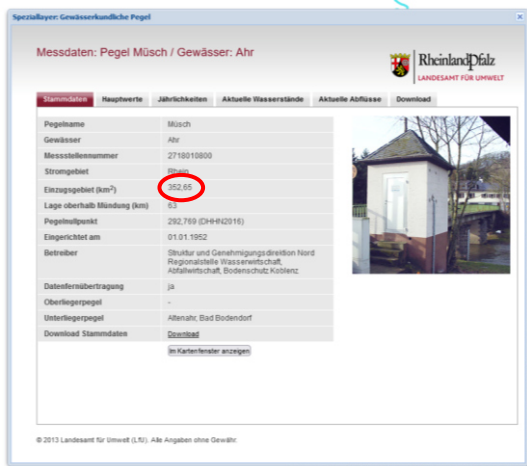 Speziallayer: Gewässerkundliche Pegel
Messdaten: Pegel Müsch / Gewässer: Ahr
RheinlandPfalz
LANDESAMT FÜR UMWELT
Stammdaten Hauptwerte Jährlichkeiten Aktuelle Wasserstände Aktuelle Abflüsse Download
Pegelname Müsch
Gewässer Ahr
Messstellennummer 2718010800
Stromgebiet Rhein
Einzugsgebiet (km²) 352,65
Lage oberhalb Mündung (km) 63
Pegelnullpunkt 292,769 (DHHN2016)
Eingerichtet am 01.01.1952
Betreiber Struktur und Genehmigungsdirektion Nord
Regionalstelle Wasserwirtschaft,
Abfallwirtschaft, Bodenschutz Koblenz
Datenfernübertragung ja
Oberliegerpegel -
Unterliegerpegel Altenahr, Bad Bodendorf
Download Stammdaten Download
Im Kartenfenster anzeigen
© 2013 Landesamt für Umwelt (LfU). Alle Angaben ohne Gewähr